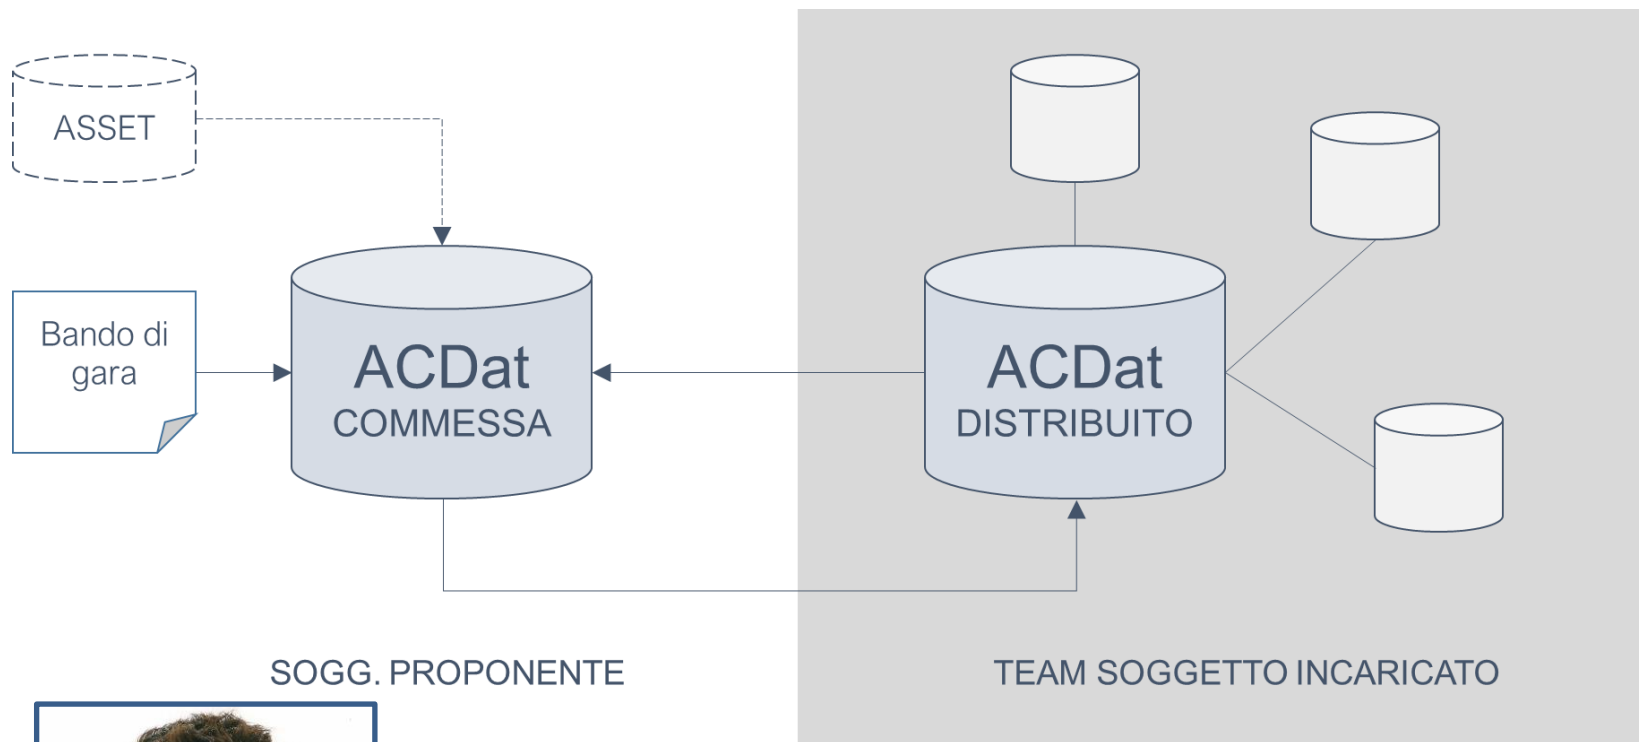 ASSET
Bando di
gara
ACDat
COMMESSA
ACDat
DISTRIBUITO
SOGG. PROPONENTE
TEAM SOGGETTO INCARICATO